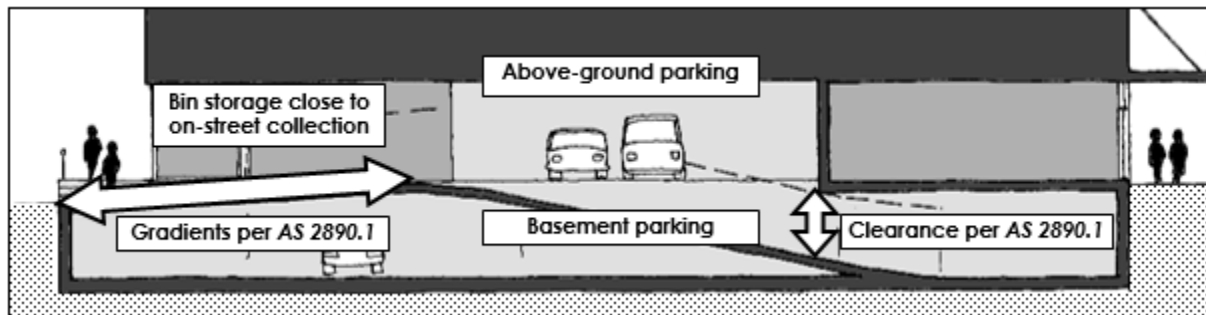 Above-ground parking
Bin storage close to
on-street collection
Gradients per AS 2890.1
Basement parking
Clearance per AS 2890.1